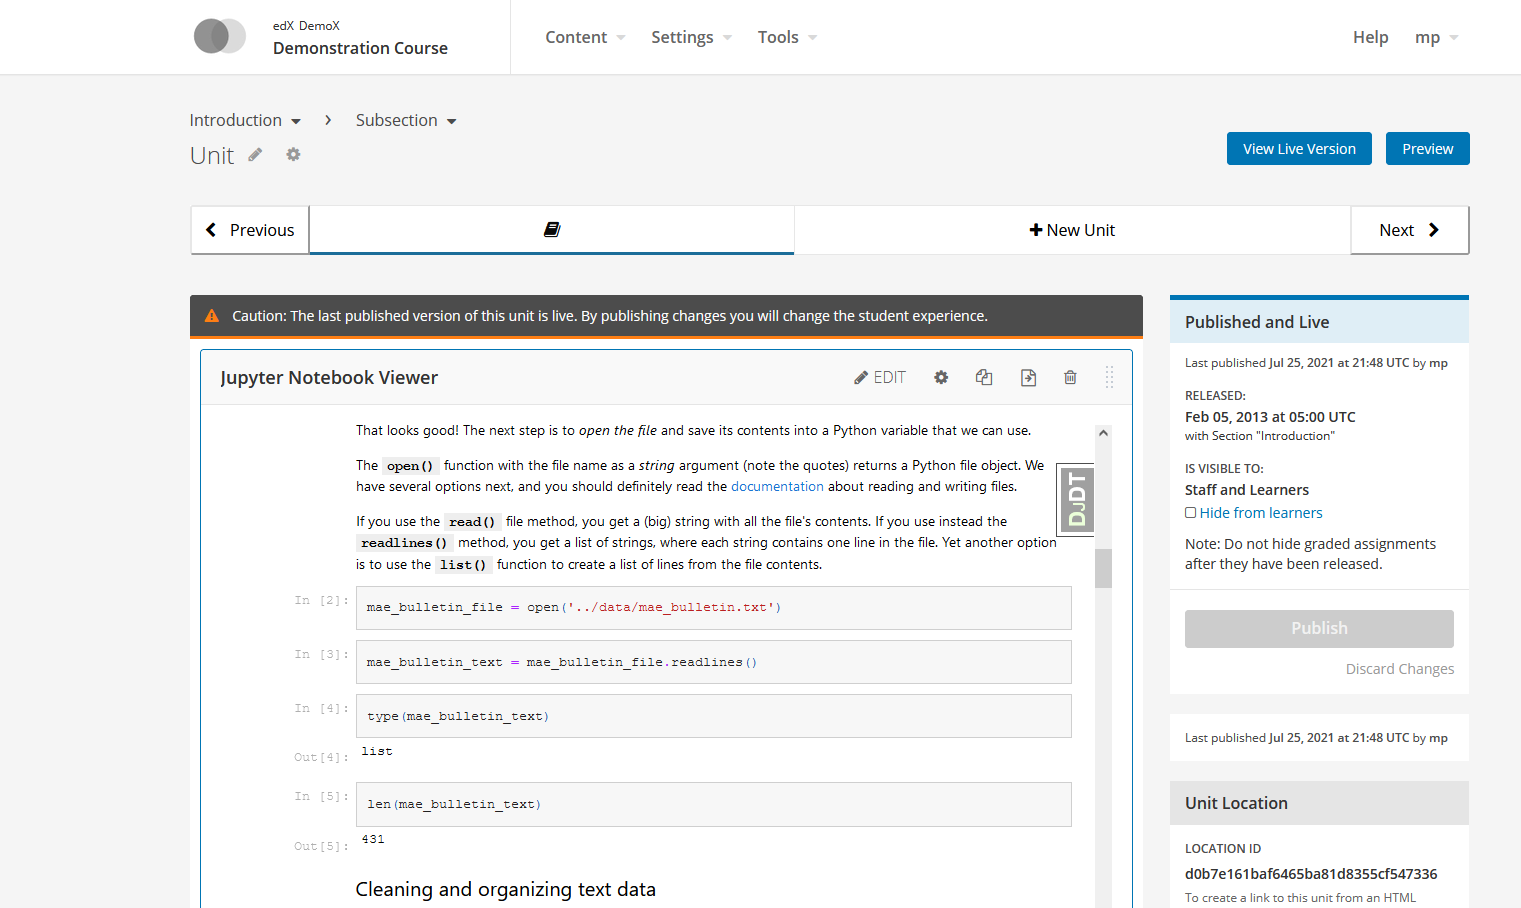 edX DemoX
Demonstration Course
Content
Settings
Tools
Help
mp
Introduction
Subsection
Unit
View Live Version
Preview
Previous
New Unit
Next
Caution: The last published version of this unit is live. By publishing changes you will change the student experience.
Jupyter Notebook Viewer
EDIT
That looks good! The next step is to open the file and save its contents into a Python variable that we can use.
The open() function with the file name as a string argument (note the quotes) returns a Python file object. We
have several options next, and you should definitely read the documentation about reading and writing files.
If you use the read() file method, you get a (big) string with all the file's contents. If you use instead the
readlines() method, you get a list of strings, where each string contains one line in the file. Yet another option
is to use the list() function to create a list of lines from the file contents.
In [2]:
mae_bulletin_file = open('../data/mae_bulletin.txt')
In [3]:
mae_bulletin_text = mae_bulletin_file.readlines()
In [4]:
type(mae_bulletin_text)
Out[4]:
list
In [5]:
len(mae_bulletin_text)
Out[5]:
431
Cleaning and organizing text data
DJDT
Published and Live
Last published Jul 25, 2021 at 21:48 UTC by mp
RELEASED:
Feb 05, 2013 at 05:00 UTC
with Section "Introduction"
IS VISIBLE TO:
Staff and Learners
Hide from learners
Note: Do not hide graded assignments
after they have been released.
Publish
Discard Changes
Last published Jul 25, 2021 at 21:48 UTC by mp
Unit Location
LOCATION ID
d0b7e161baf6465ba81d8355cf547336
To create a link to this unit from an HTML